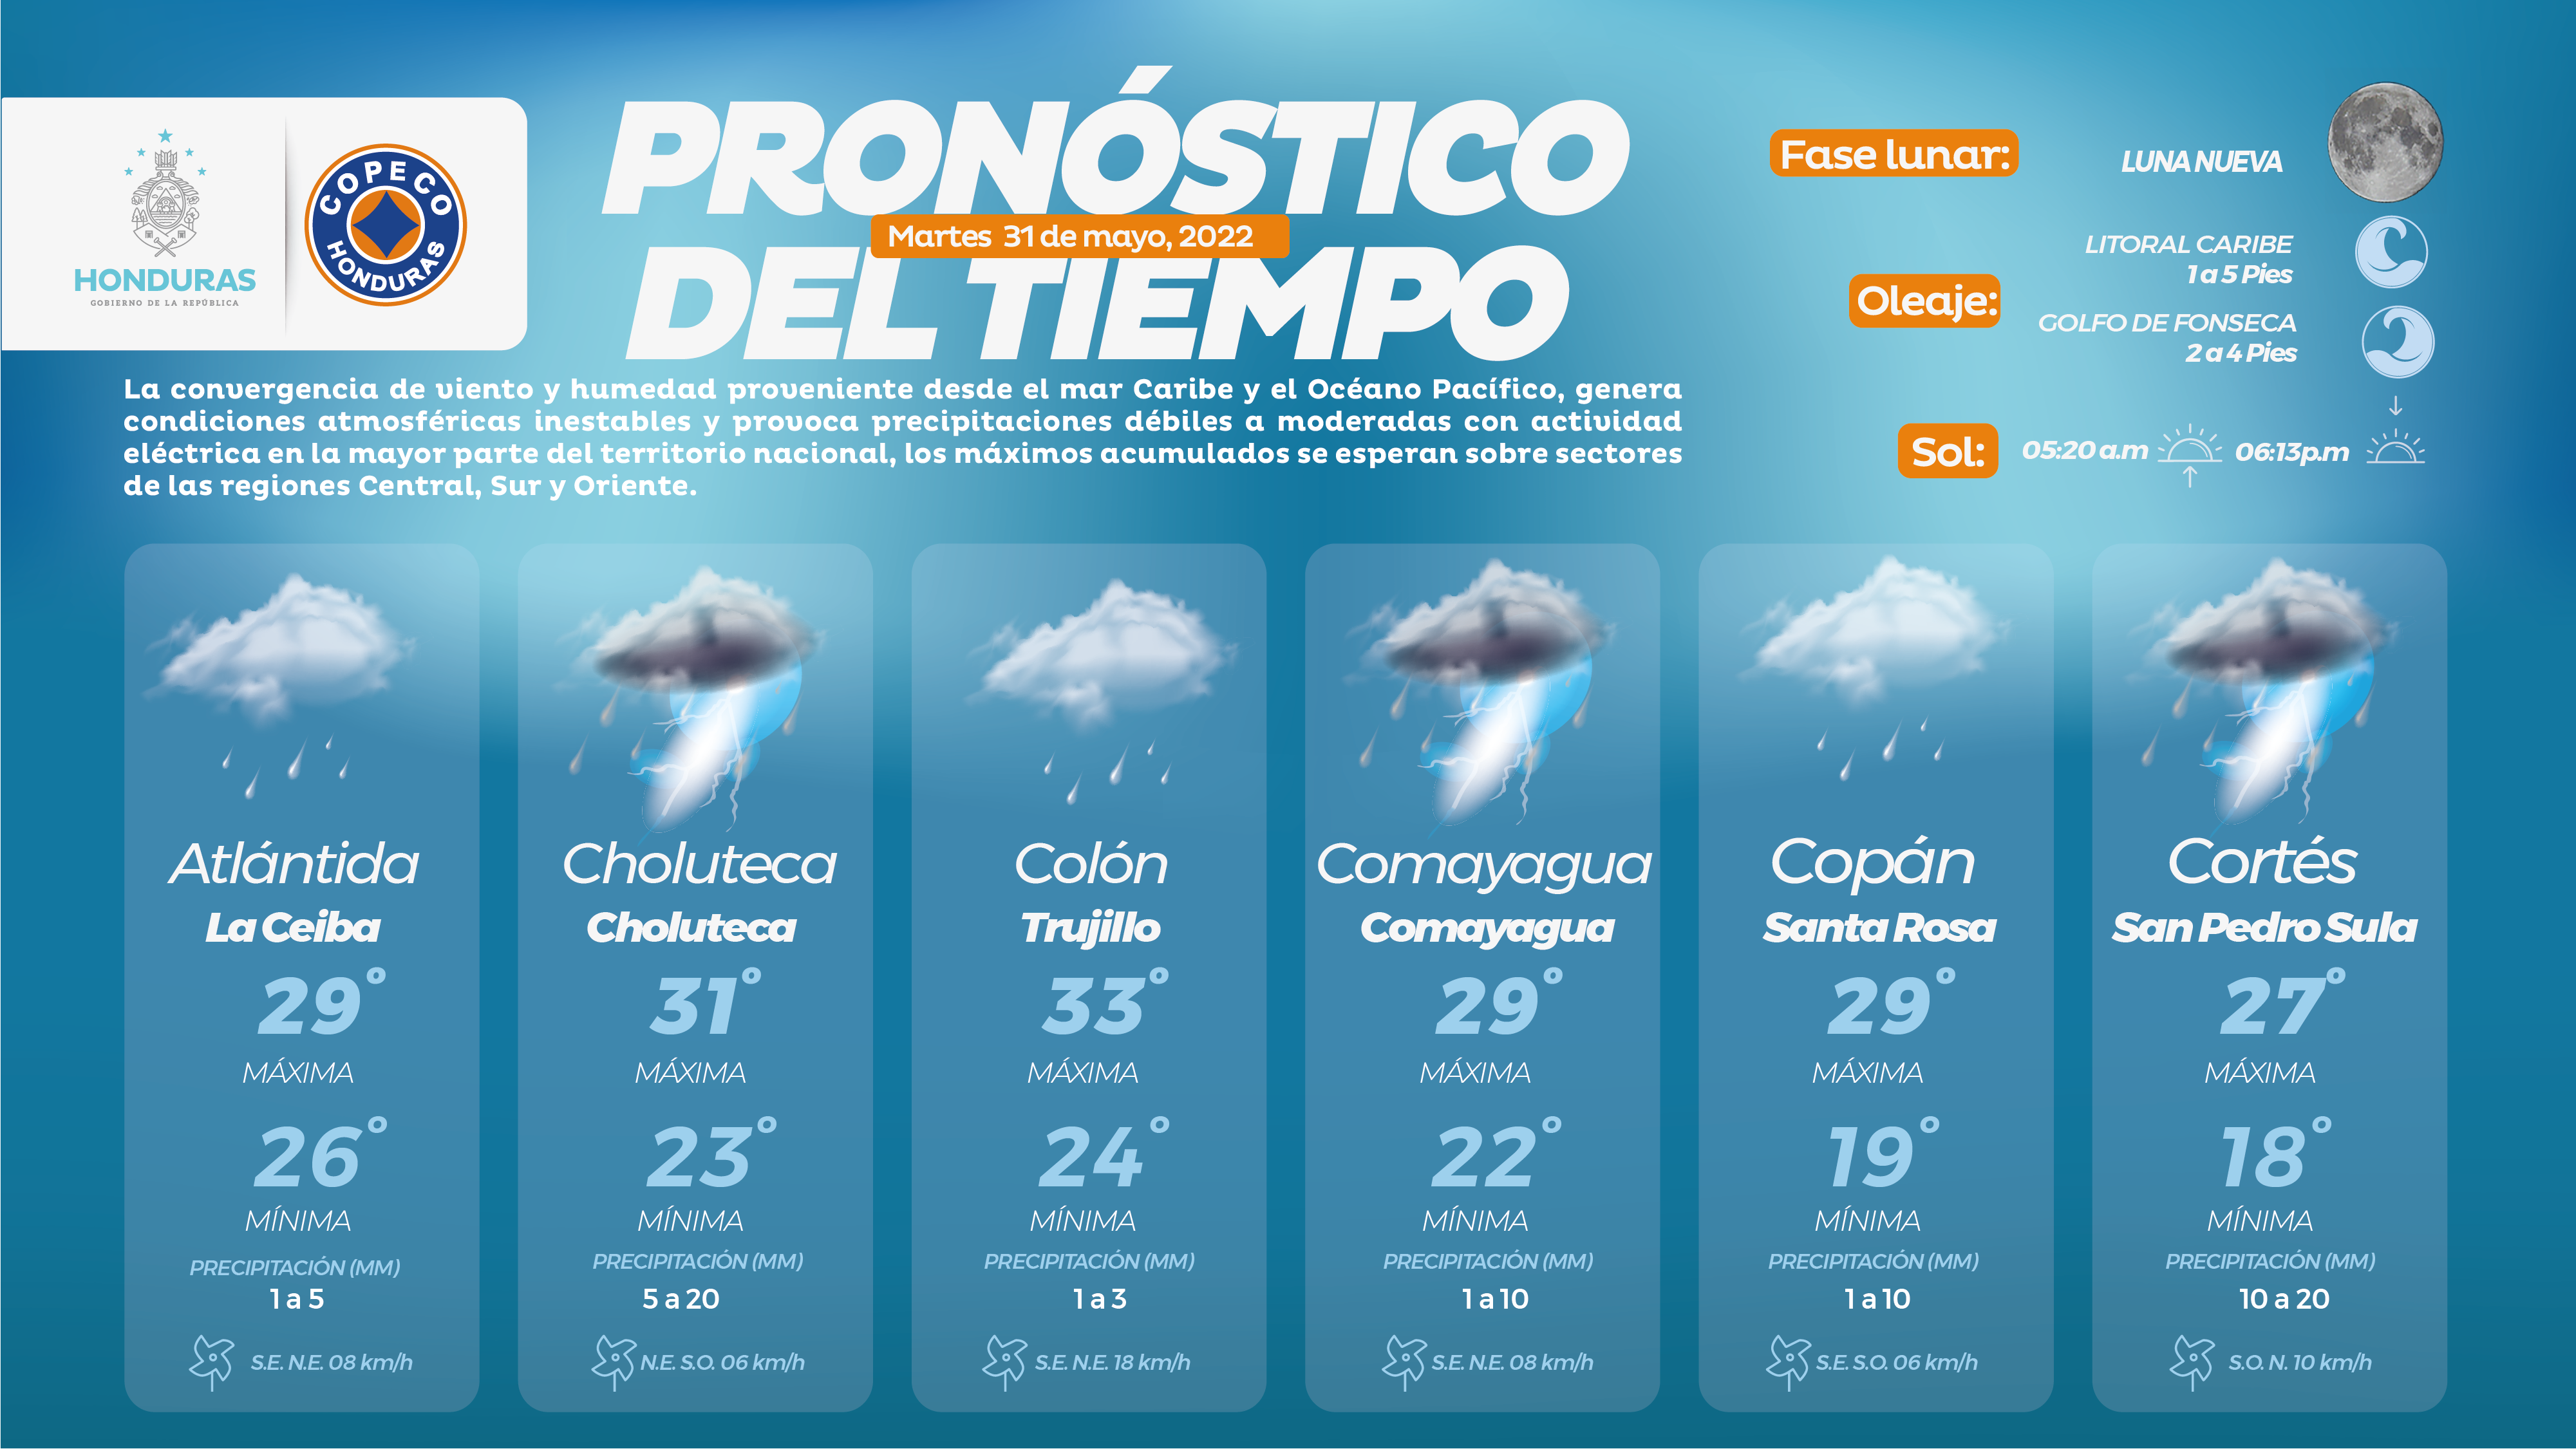 HONDURAS
GOBIERNO DE LA REPÚBLICA
COPECO
HONDURAS
PRONÓSTICO
Martes 31 de mayo, 2022
DEL TIEMPO
La convergencia de viento y humedad proveniente desde el mar Caribe y el Océano Pacífico, genera
condiciones atmosféricas inestables y provoca precipitaciones débiles a moderadas con actividad
eléctrica en la mayor parte del territorio nacional, los máximos acumulados se esperan sobre sectores
de las regiones Central, Sur y Oriente.
Fase lunar:
LUNA NUEVA
Oleaje:
LITORAL CARIBE
1 a 5 Pies
GOLFO DE FONSECA
2 a 4 Pies
Sol:
05:20 a.m
06:13p.m
Atlántida
La Ceiba
29°
MÁXIMA
26°
MÍNIMA
PRECIPITACIÓN (MM)
1 a 5
S.E. N.E. 08 km/h
Choluteca
Choluteca
31°
MÁXIMA
23°
MÍNIMA
PRECIPITACIÓN (MM)
5 a 20
N.E. S.O. 06 km/h
Colón
Trujillo
33°
MÁXIMA
24°
MÍNIMA
PRECIPITACIÓN (MM)
1 a 3
S.E. N.E. 18 km/h
Comayagua
Comayagua
29°
MÁXIMA
22°
MÍNIMA
PRECIPITACIÓN (MM)
1 a 10
S.E. N.E. 08 km/h
Copán
Santa Rosa
29°
MÁXIMA
19°
MÍNIMA
PRECIPITACIÓN (MM)
1 a 10
S.E. S.O. 06 km/h
Cortés
San Pedro Sula
27°
MÁXIMA
18°
MÍNIMA
PRECIPITACIÓN (MM)
10 a 20
S.O. N. 10 km/h